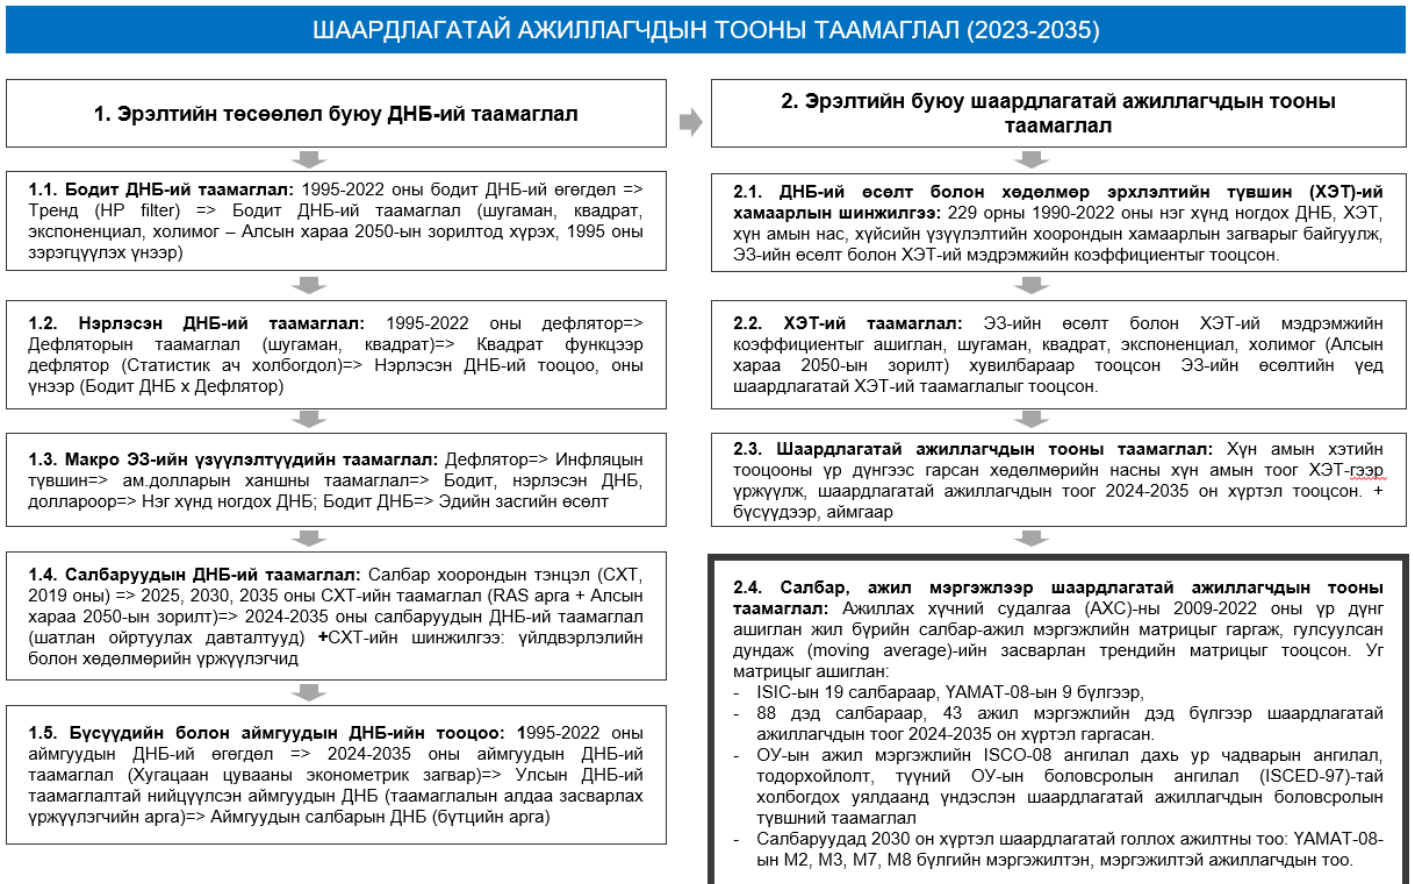 ШААРДЛАГАТАЙ АЖИЛЛАГЧДЫН ТООНЫ ТААМАГЛАЛ (2023-2035)
1. Эрэлтийн төсөөлөл буюу ДНБ-ий таамаглал
1.1. Бодит ДНБ-ий таамаглал: 1995-2022 оны бодит ДНБ-ий өгөгдөл =>
Тренд (HP filter) => Бодит ДНБ-ий таамаглал (шугаман, квадрат,
экспоненциал, холимог – Алсын хараа 2050-ын зорилтод хүрэх, 1995 оны
зэрэгцүүлэх үнээр)
1.2. Нэрлэсэн ДНБ-ий таамаглал: 1995-2022 оны дефлятор=>
Дефляторын таамаглал (шугаман, квадрат)=> Квадрат функцээр
дефлятор (Статистик ач холбогдол)=> Нэрлэсэн ДНБ-ий тооцоо, оны
үнээр (Бодит ДНБ x Дефлятор)
1.3. Макро ЭЗ-ийн үзүүлэлтүүдийн таамаглал: Дефлятор=> Инфляцын
түвшин=> ам.долларын ханшны таамаглал=> Бодит, нэрлэсэн ДНБ,
доллароор=> Нэг хүнд ногдох ДНБ; Бодит ДНБ=> Эдийн засгийн өсөлт
1.4. Салбаруудын ДНБ-ий таамаглал: Салбар хоорондын тэнцэл (СХТ,
2019 оны) => 2025, 2030, 2035 оны СХТ-ийн таамаглал (RAS арга + Алсын
хараа 2050-ын зорилт)=> 2024-2035 оны салбаруудын ДНБ-ий таамаглал
(шатлан ойртуулах давталтууд) +СХТ-ийн шинжилгээ: үйлдвэрлэлийн
болон хөдөлмөрийн үржүүлэгчид
1.5. Бүсүүдийн болон аймгуудын ДНБ-ийн тооцоо: 1995-2022 оны
аймгуудын ДНБ-ий өгөгдөл => 2024-2035 оны аймгуудын ДНБ-ий
таамаглал (Хугацаан цувааны эконометрик загвар)=> Улсын ДНБ-ий
таамаглалтай нийцүүлсэн аймгуудын ДНБ (таамаглалын алдаа засварлах
үржүүлэгчийн арга)=> Аймгуудын салбарын ДНБ (бүтцийн арга)
2. Эрэлтийн буюу шаардлагатай ажиллагчдын тооны
таамаглал
2.1. ДНБ-ий өсөлт болон хөдөлмөр эрхлэлтийн түвшин (ХЭТ)-ий
хамаарлын шинжилгээ: 229 орны 1990-2022 оны нэг хүнд ногдох ДНБ, ХЭТ,
хүн амын нас, хүйсийн үзүүлэлтийн хоорондын хамаарлын загварыг байгуулж,
ЭЗ-ийн өсөлт болон ХЭТ-ий мэдрэмжийн коэффициентыг тооцсон.
2.2. ХЭТ-ий таамаглал: ЭЗ-ийн өсөлт болон ХЭТ-ий мэдрэмжийн
коэффициентыг ашиглан, шугаман, квадрат, экспоненциал, холимог (Алсын
хараа 2050-ын зорилт) хувилбараар тооцсон ЭЗ-ийн өсөлтийн үед
шаардлагатай ХЭТ-ий таамаглалыг тооцсон.
2.3. Шаардлагатай ажиллагчдын тооны таамаглал: Хүн амын хэтийн
тооцооны үр дүнгээс гарсан хөдөлмөрийн насны хүн амын тоог ХЭТ-гээр
үржүүлж, шаардлагатай ажиллагчдын тоог 2024-2035 он хүртэл тооцсон. +
бүсүүдээр, аймгаар
2.4. Салбар, ажил мэргэжлээр шаардлагатай ажиллагчдын тооны
таамаглал: Ажиллах хүчний судалгаа (АХС)-ны 2009-2022 оны үр дүнг
ашиглан жил бүрийн салбар-ажил мэргэжлийн матрицыг гаргаж, гулсуулсан
дундаж (moving average)-ийн засварлан трендийн матрицыг тооцсон. Уг
матрицыг ашиглан:
- ISIC-ын 19 салбараар, YAMAT-08-ын 9 бүлгээр,
- 88 дэд салбараар, 43 ажил мэргэжлийн дэд бүлгээр шаардлагатай
ажиллагчдын тоог 2024-2035 он хүртэл гаргасан.
- ОУ-ын ажил мэргэжлийн ISCO-08 ангилал дахь ур чадварын ангилал,
тодорхойлолт, түүний ОУ-ын боловсролын ангилал (ISCED-97)-тай
холбогдох уялдаанд үндэслэн шаардлагатай ажиллагчдын боловсролын
түвшний таамаглал
- Салбаруудад 2030 он хүртэл шаардлагатай голлох ажилтны тоо: YAMAT-08-
ын М2, М3, М7, М8 бүлгийн мэргэжилтэн, мэргэжилтэй ажиллагчдын тоо.